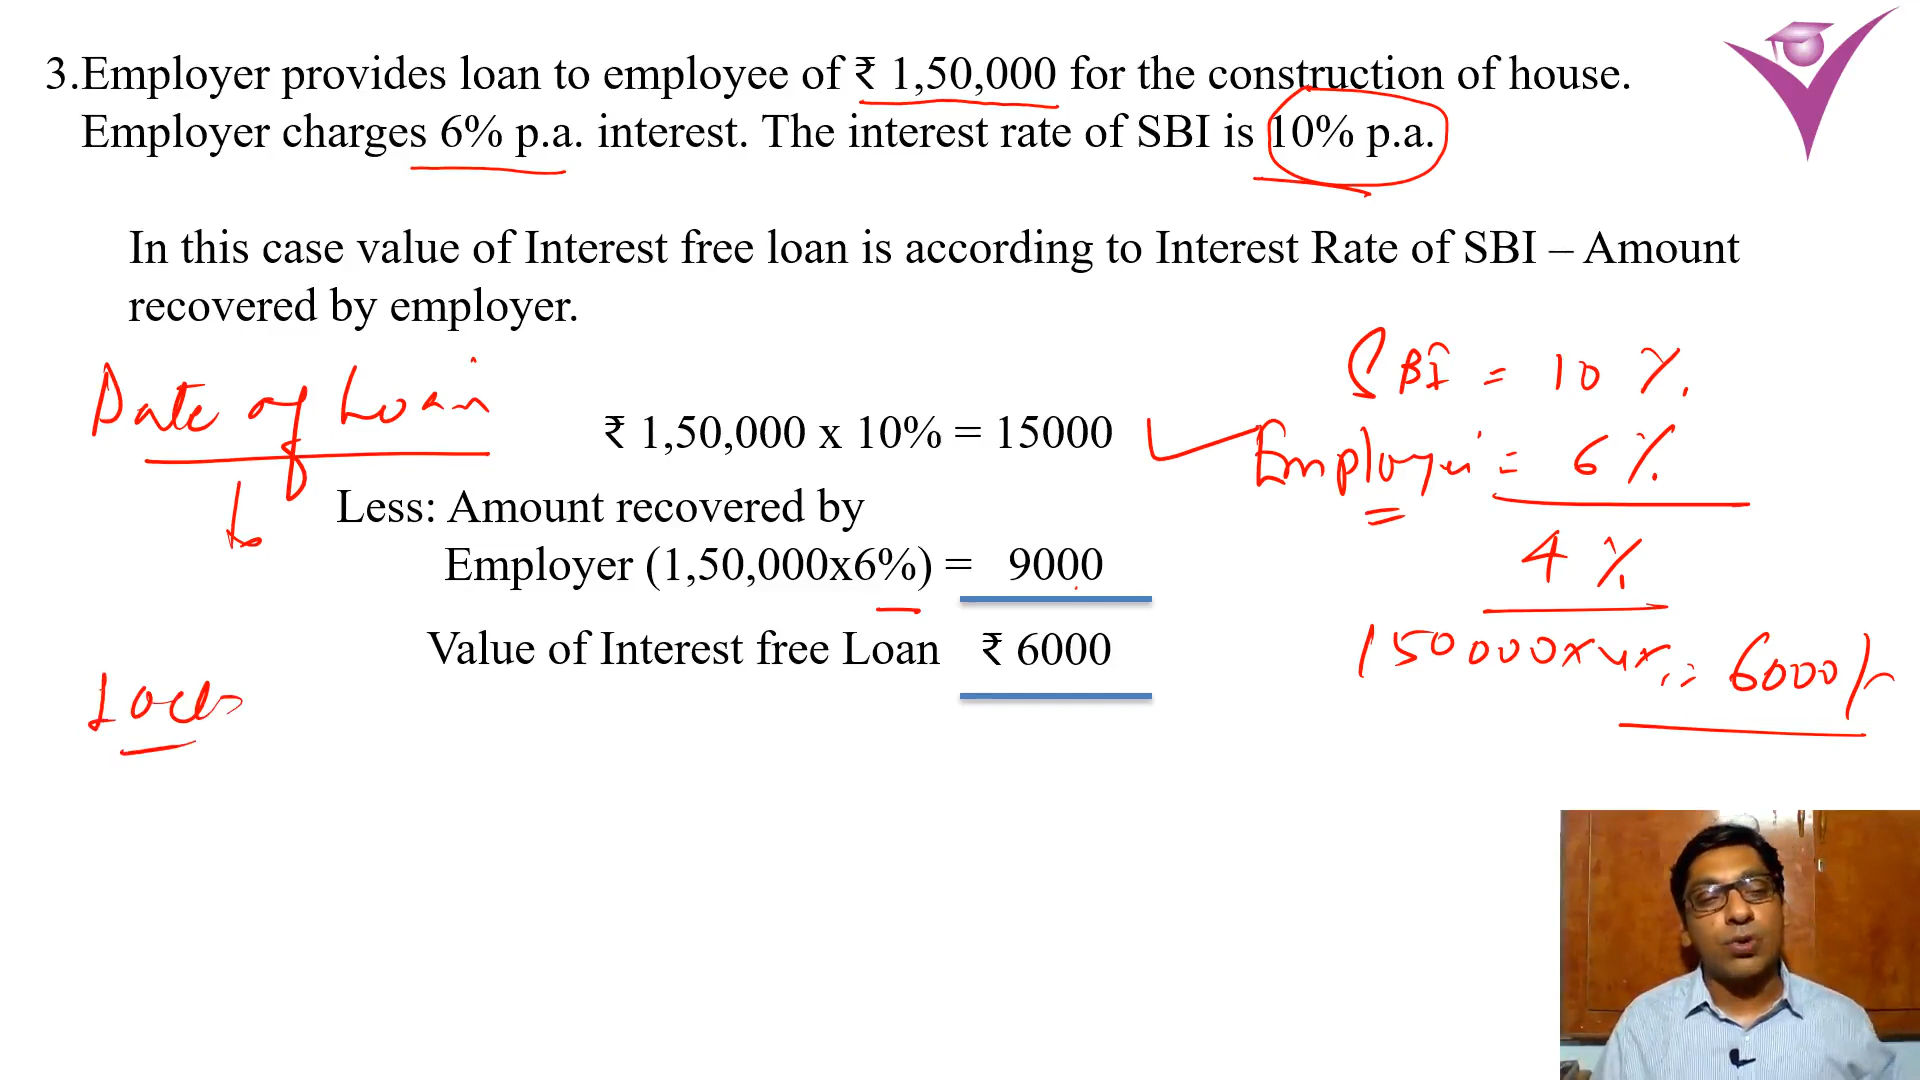 3.Employer provides loan to employee of ₹ 1,50,000 for the construction of house.
Employer charges 6% p.a. interest. The interest rate of SBI is 10% p.a.
In this case value of Interest free loan is according to Interest Rate of SBI – Amount
recovered by employer.
Date of Loan
₹ 1,50,000 x 10% = 15000
Less: Amount recovered by
Employer (1,50,000x6%) = 9000
Value of Interest free Loan ₹ 6000
SBI = 10 %.
Employer = 6 %
4 %
150000x4%.= 6000/-